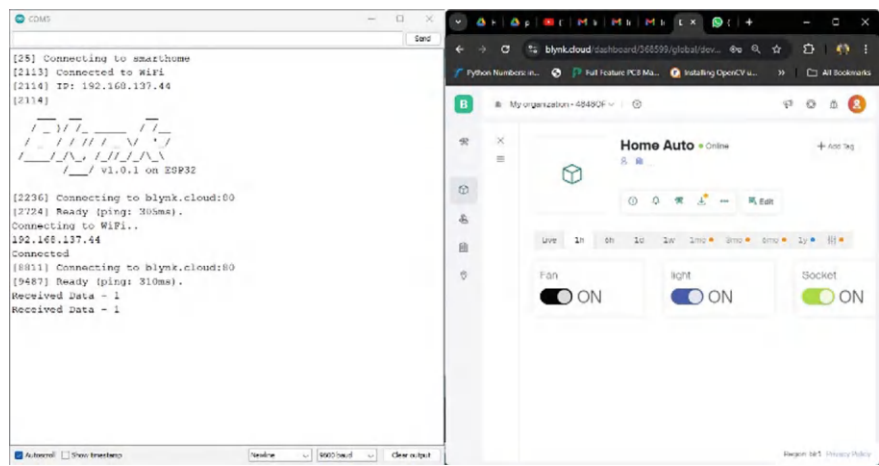 COM5
Send
[25] Connecting to smarthome
[2113] Connected to WiFi
[2114] IP: 192.168.137.44
[2114]
/___/ v1.0.1 on ESP32
[2236] Connecting to blynk.cloud:80
[2724] Ready (ping: 305ms).
Connecting to WiFi..
192.168.137.44
Connected
[8811] Connecting to blynk.cloud:80
[9487] Ready (ping: 310ms).
Received Data - 1
Received Data - 1
Autoscroll Show timestamp
Newline
9600 baud
Clear output
blynk.cloud/dashboard/368599/global/dev...
Python Numbers: in...
Full Feature PCB Ma...
Installing OpenCV u...
All Bookmarks
B
My organization - 4848OF
Home Auto Online
Add Tag
Edit
Live 1h 6h 1d 1w 1mo 3mo 6mo 1y
Fan
ON
light
ON
Socket
ON
Region: blr1 Privacy Policy